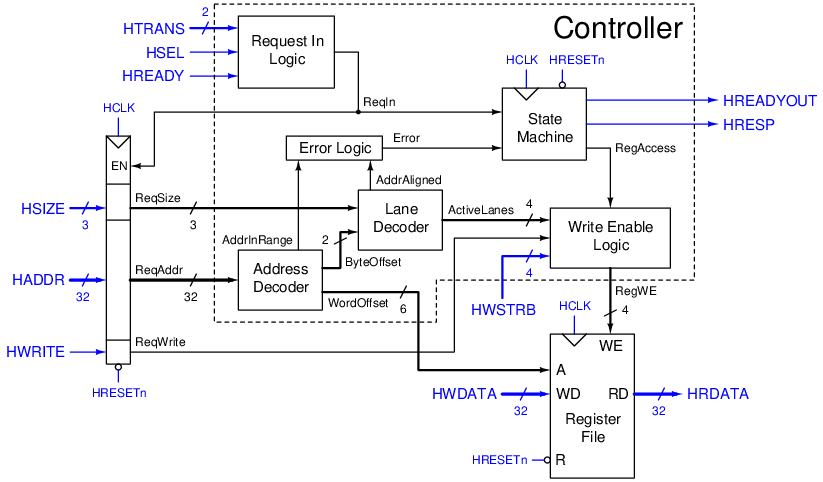 Controller
2
HTRANS
HSEL
HREADY
Request In
Logic
HCLK
HRESETn
HREADYOUT
HRESP
State
Machine
ReqIn
HCLK
EN
Error Logic
Error
RegAccess
AddrAligned
HSIZE
3
ReqSize
3
Lane
Decoder
ActiveLanes
4
Write Enable
Logic
AddrInRange
2
ByteOffset
HADDR
32
ReqAddr
32
Address
Decoder
WordOffset
6
4
HWSTRB
RegWE
4
HCLK
HWRITE
ReqWrite
HRESETn
WE
A
HWDATA
32
WD
RD
32
HRDATA
Register
File
HRESETn
R